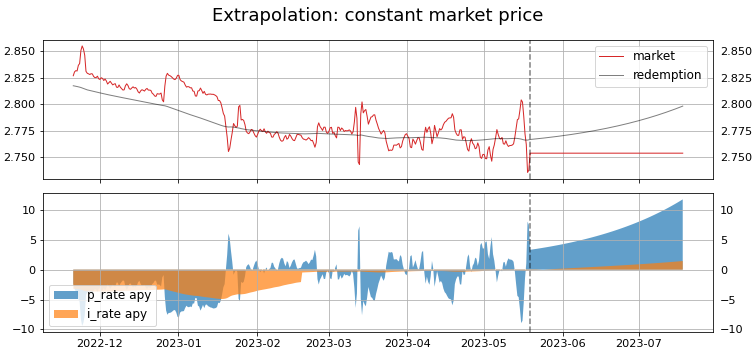 Extrapolation: constant market price
2.850 2.850
2.825 2.825
2.800 2.800
2.775 2.775
2.750 2.750
market
redemption
10 10
5 5
0 0
−5 −5
−10 −10
p_rate apy
i_rate apy
2022-12 2023-01 2023-02 2023-03 2023-04 2023-05 2023-06 2023-07